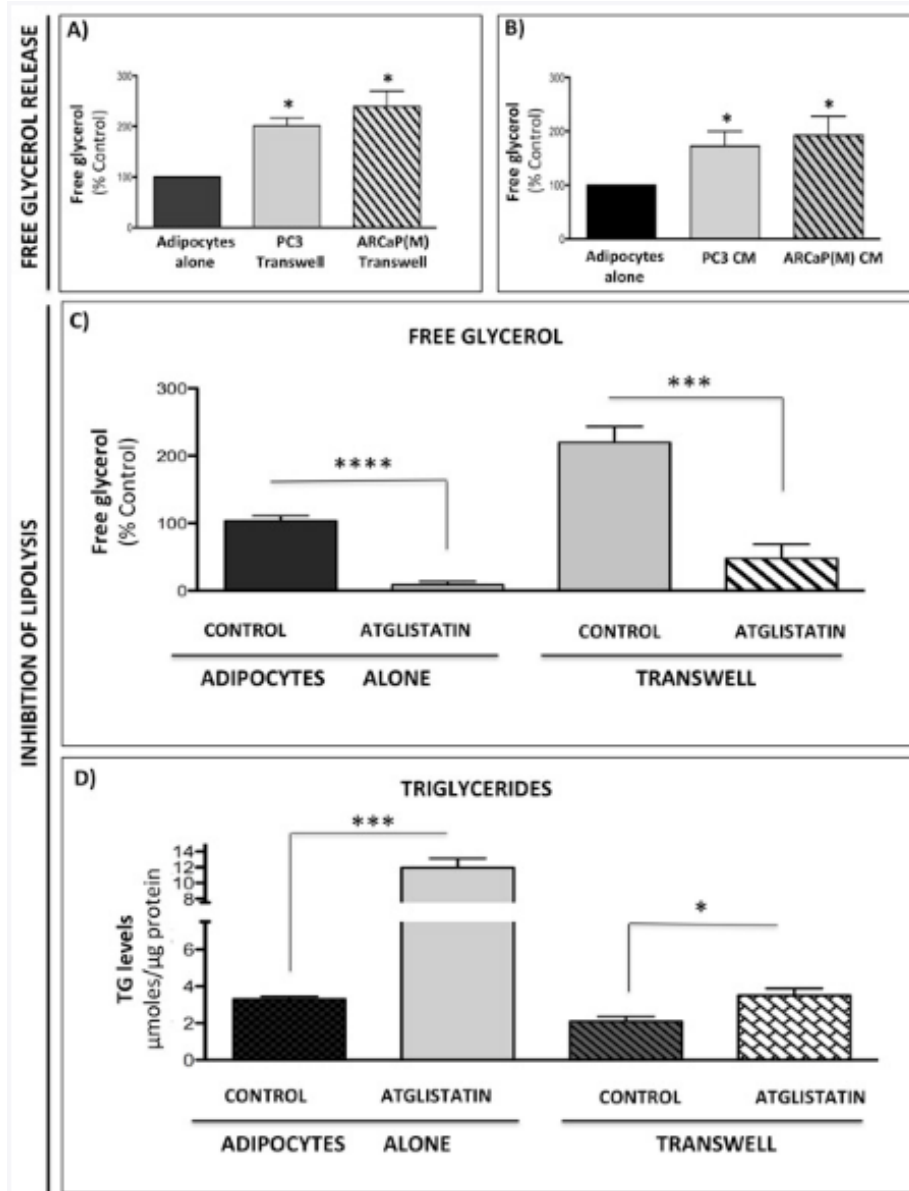 FREE GLYCEROL RELEASE
A)
Free glycerol
(% Control)
300
200
100
0
*
*
Adipocytes
alone
PC3
Transwell
ARCaP(M)
Transwell
B)
Free glycerol
(% Control)
300
200
100
0
*
*
Adipocytes
alone
PC3 CM
ARCaP(M) CM
INHIBITION OF LIPOLYSIS
C)
FREE GLYCEROL
Free glycerol
(% Control)
300
200
100
0
****
***
CONTROL
ATGLISTATIN
CONTROL
ATGLISTATIN
ADIPOCYTES ALONE
TRANSWELL
D)
TRIGLYCERIDES
TG levels
µmoles/µg protein
14
12
10
8
6
4
2
0
***
*
CONTROL
ATGLISTATIN
CONTROL
ATGLISTATIN
ADIPOCYTES ALONE
TRANSWELL